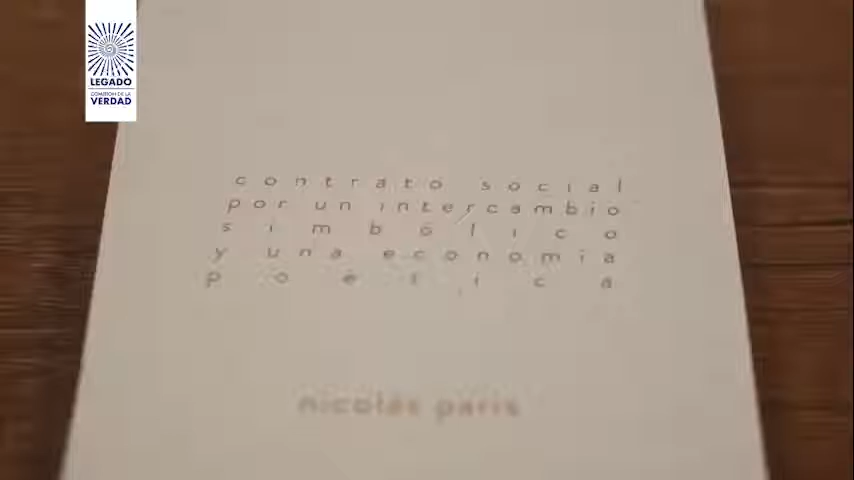 LEGADO
COMISIÓN DE LA
VERDAD
contrato social
por un intercambio
simbólico
y una economía
poética
nicolás parís